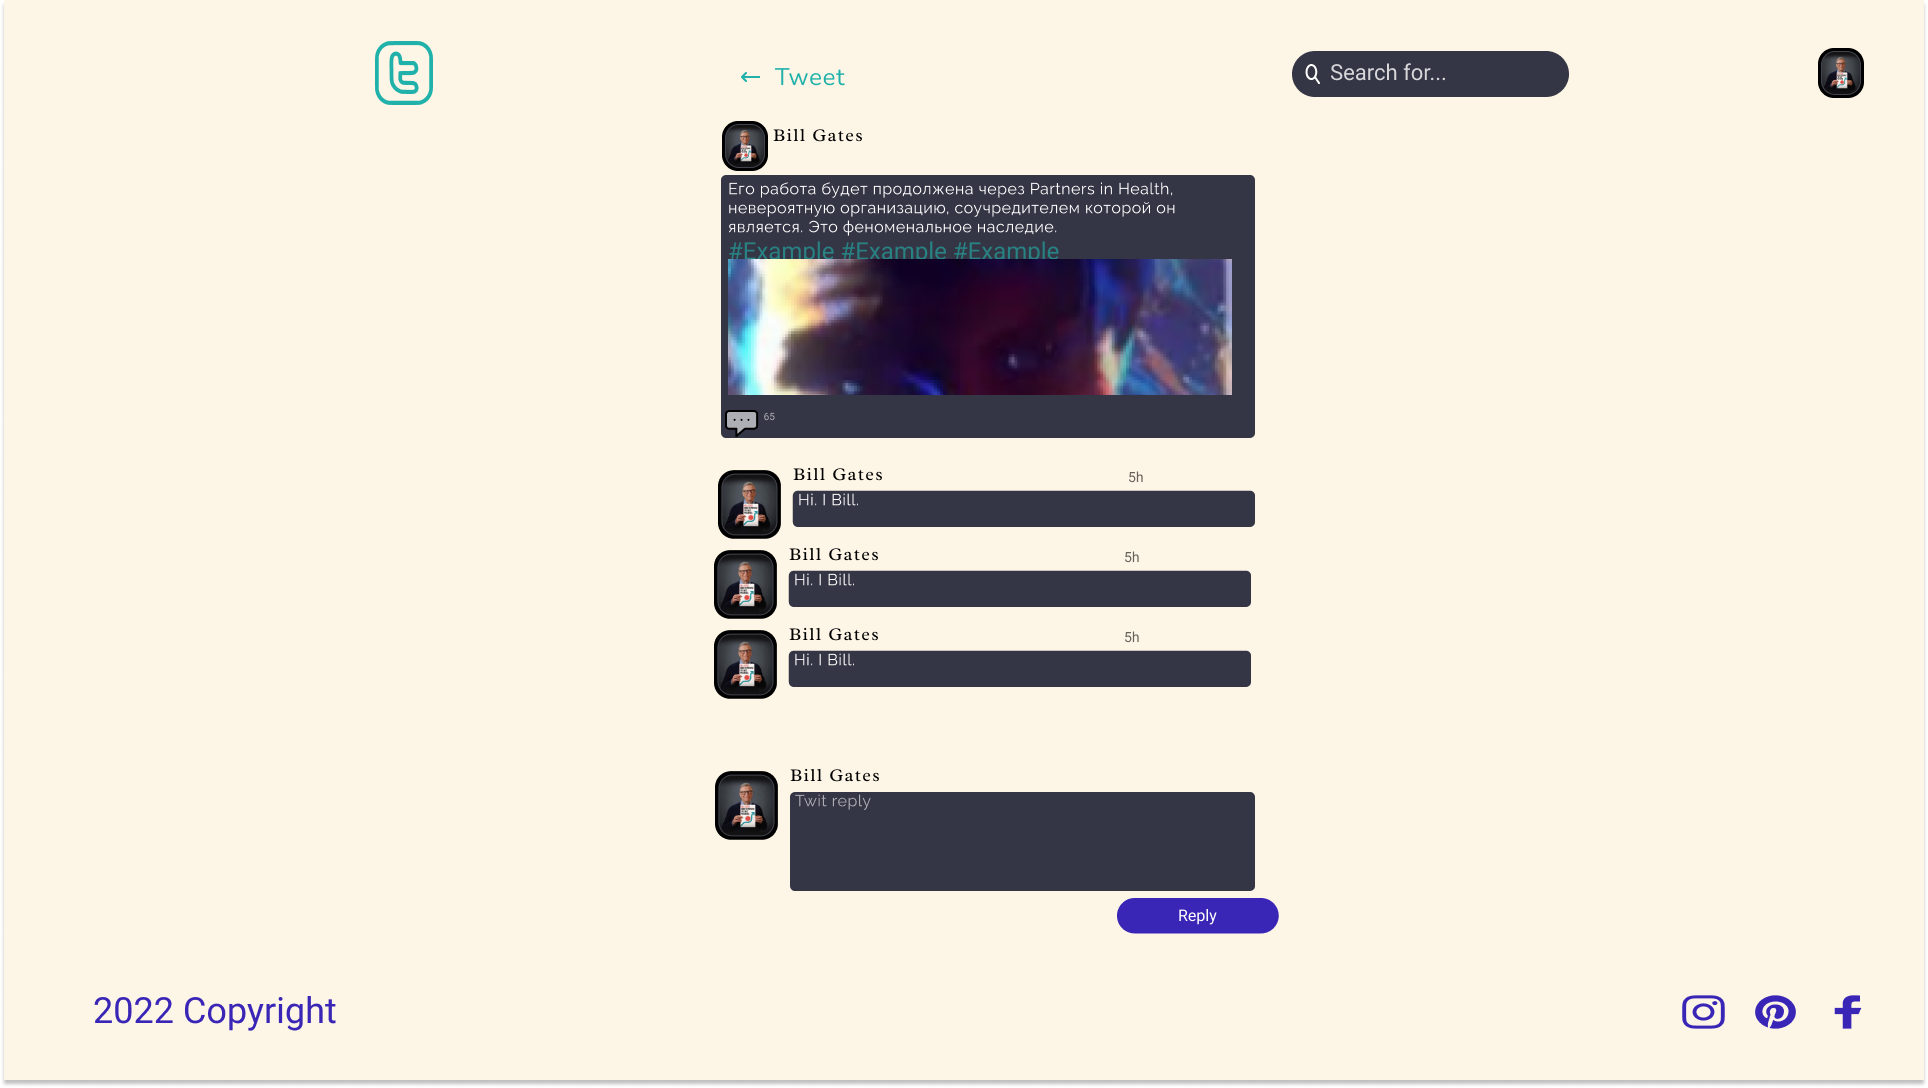 ← Tweet
Search for...
Bill Gates
Его работа будет продолжена через Partners in Health,
невероятную организацию, соучредителем которой он
является. Это феноменальное наследие.
#Example #Example #Example
65
Bill Gates 5h
Hi. I Bill.
Bill Gates 5h
Hi. I Bill.
Bill Gates 5h
Hi. I Bill.
Bill Gates
Twit reply
Reply
2022 Copyright